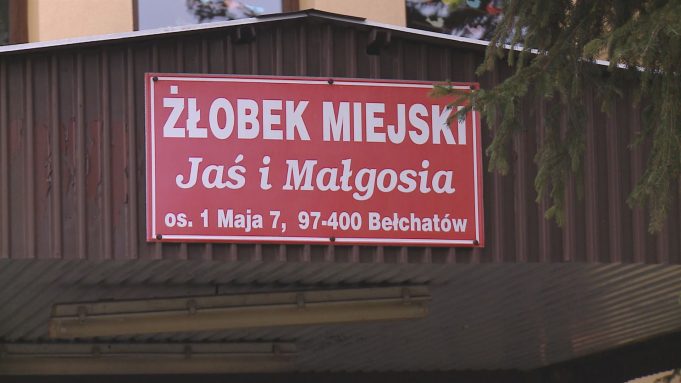 ŻŁOBEK MIEJSKI
Jaś i Małgosia
os. 1 Maja 7, 97-400 Bełchatów